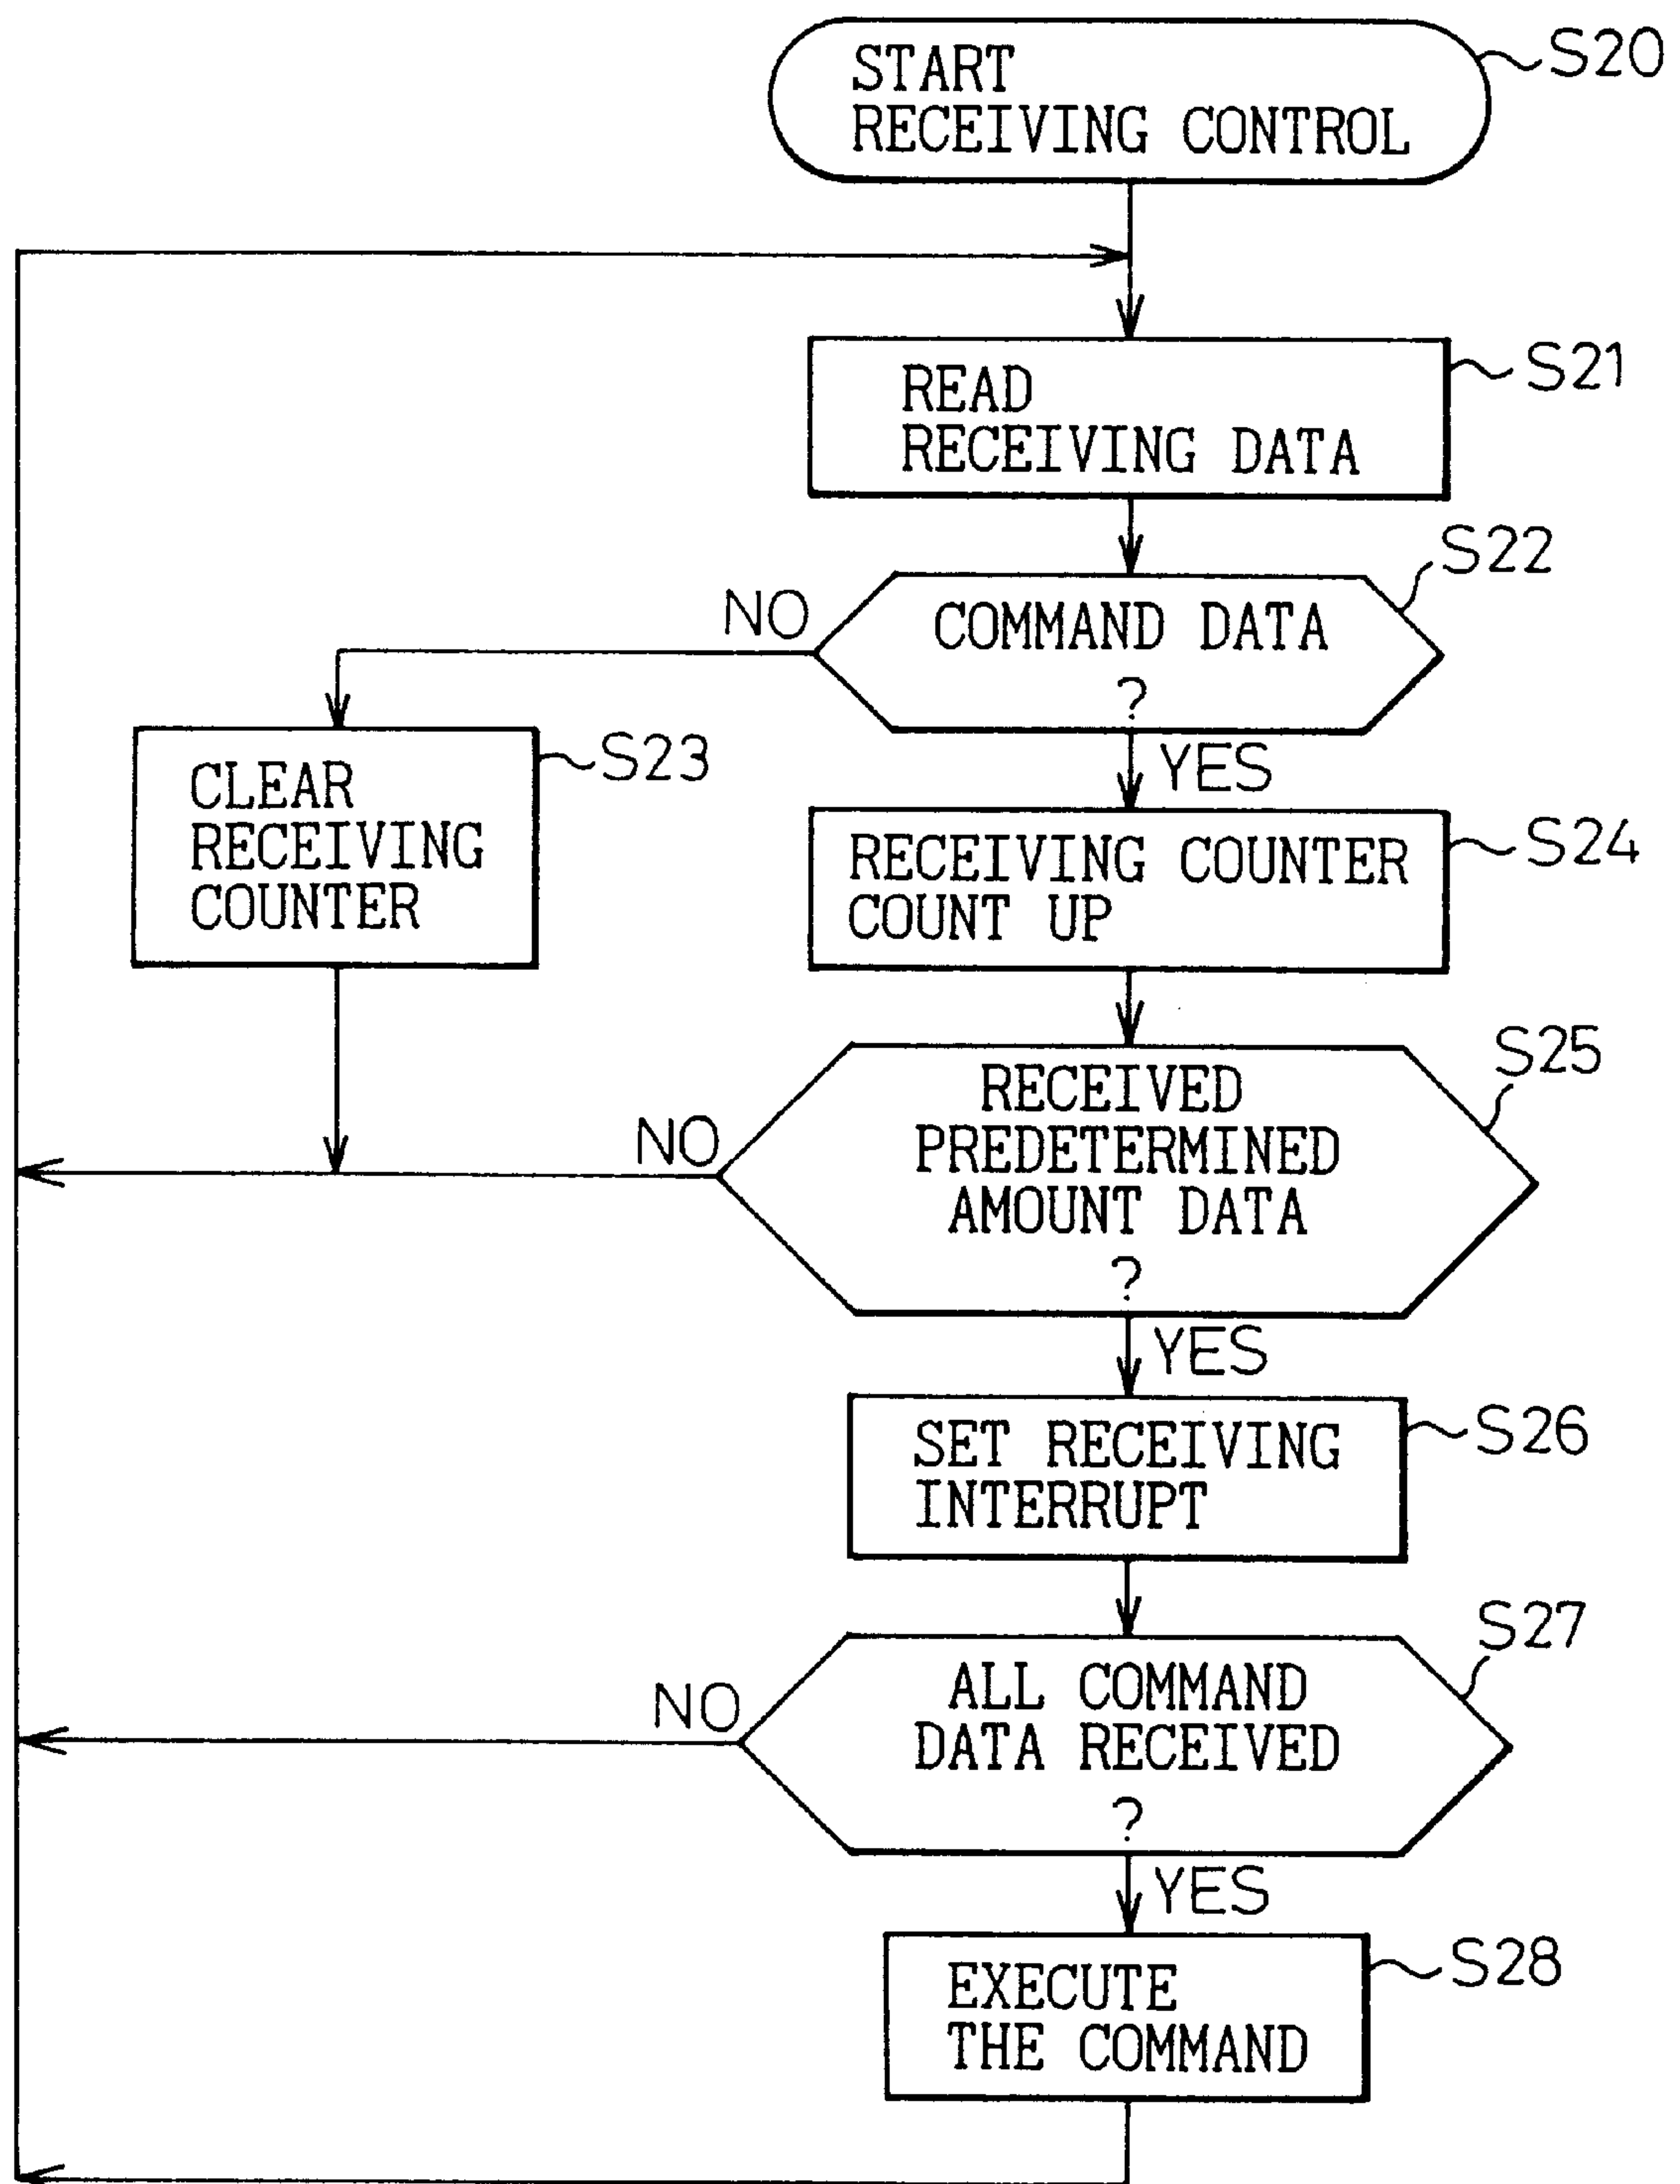 START
RECEIVING CONTROL
S20
READ
RECEIVING DATA
S21
COMMAND DATA
?
S22
NO
YES
CLEAR
RECEIVING
COUNTER
S23
RECEIVING COUNTER
COUNT UP
S24
RECEIVED
PREDETERMINED
AMOUNT DATA
?
S25
NO
YES
SET RECEIVING
INTERRUPT
S26
ALL COMMAND
DATA RECEIVED
?
S27
NO
YES
EXECUTE
THE COMMAND
S28